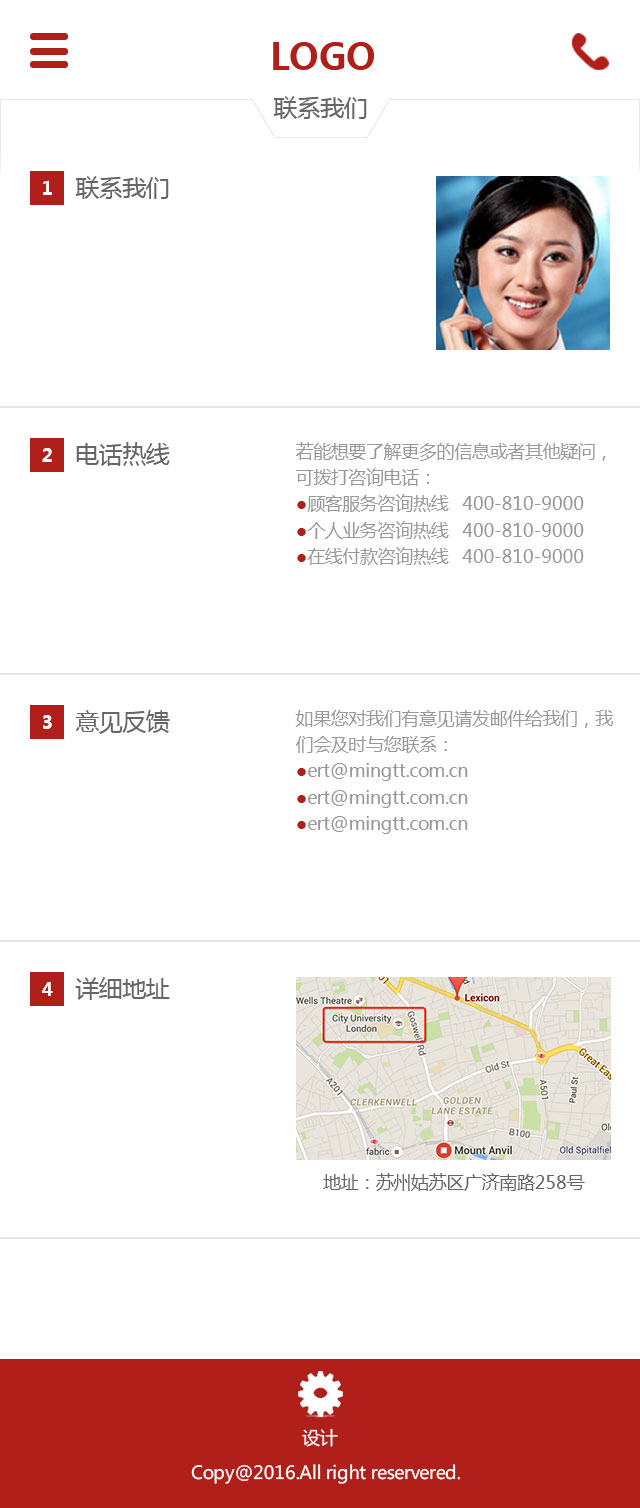 LOGO
联系我们
1 联系我们
2 电话热线
若能想要了解更多的信息或者其他疑问，
可拨打咨询电话：
●顾客服务咨询热线 400-810-9000
●个人业务咨询热线 400-810-9000
●在线付款咨询热线 400-810-9000
3 意见反馈
如果您对我们有意见请发邮件给我们，我
们会及时与您联系：
●ert@mingtt.com.cn
●ert@mingtt.com.cn
●ert@mingtt.com.cn
4 详细地址
Wells Theatre
Lexicon
City University
London
Goswell Rd
Great Eas
Old St
A201
A501
Paul St
CLERKENWELL
GOLDEN
LANE ESTATE
B100
fabric
Mount Anvil
Old Spitalfiel
地址：苏州姑苏区广济南路258号
设计
Copy@2016.All right reservered.